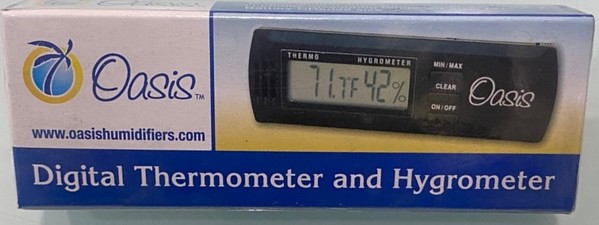 Oasis™
www.oasishumidifiers.com
THERMO HYGROMETER
71.7°F 42%
MIN/MAX
CLEAR
ON/OFF
Oasis
Digital Thermometer and Hygrometer